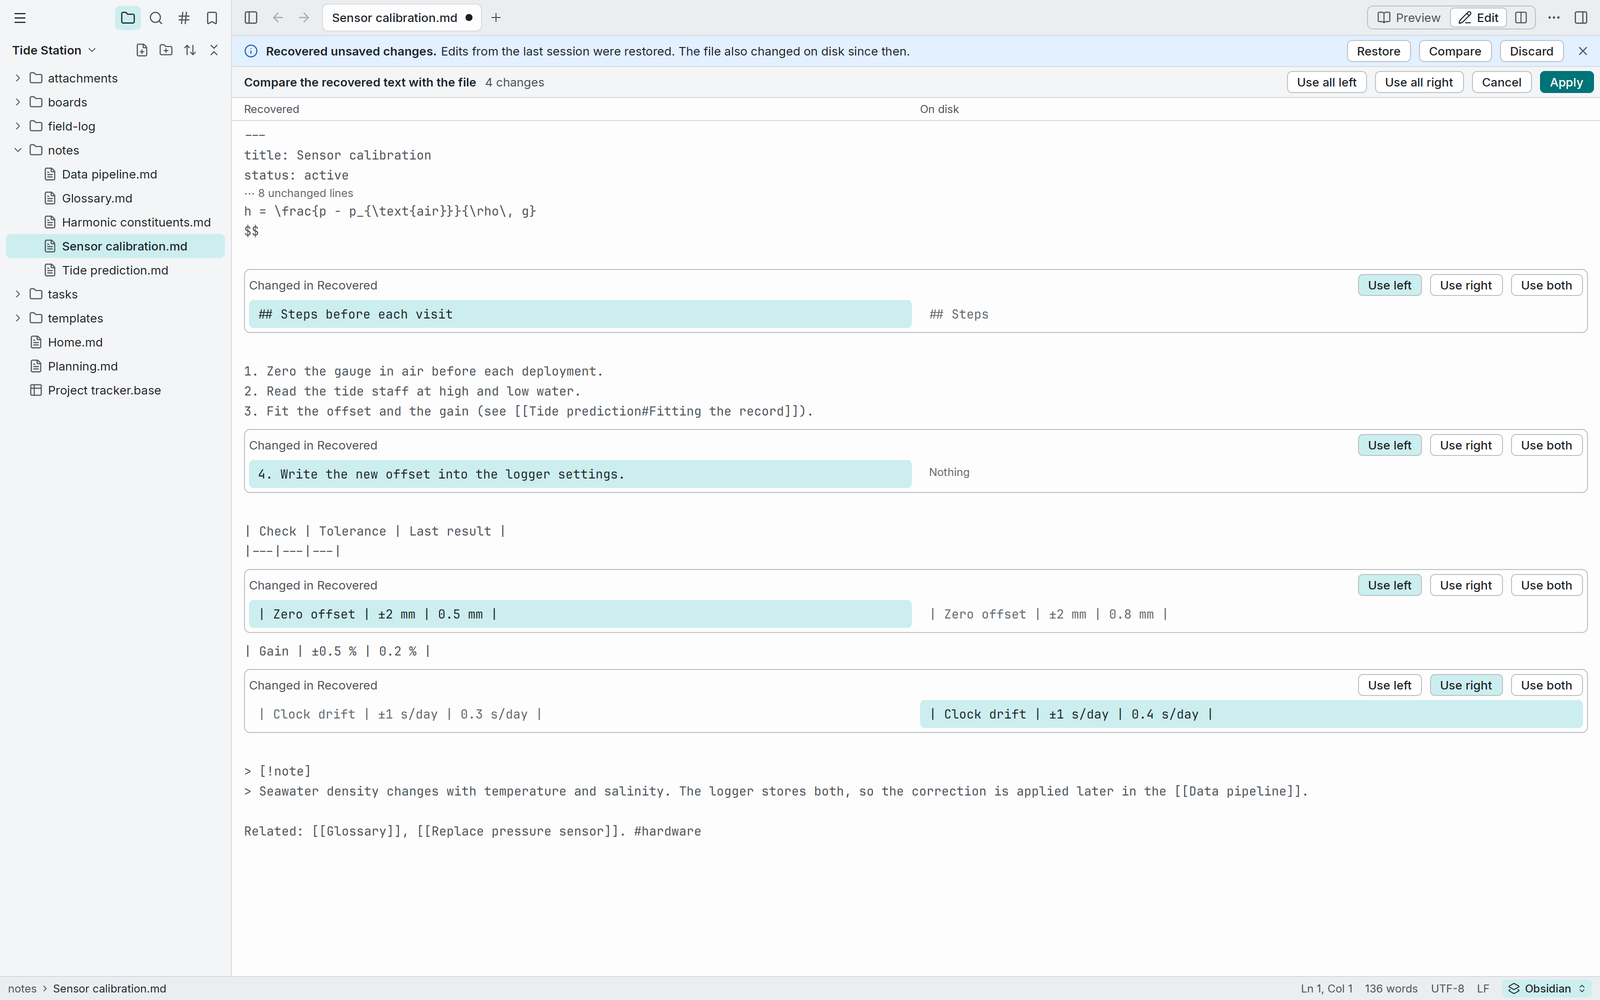 Tide Station
attachments
boards
field-log
notes
Data pipeline.md
Glossary.md
Harmonic constituents.md
Sensor calibration.md
Tide prediction.md
tasks
templates
Home.md
Planning.md
Project tracker.base
Sensor calibration.md
Preview
Edit
Recovered unsaved changes. Edits from the last session were restored. The file also changed on disk since then.
Restore
Compare
Discard
Compare the recovered text with the file 4 changes
Use all left
Use all right
Cancel
Apply
Recovered
On disk
---
title: Sensor calibration
status: active
··· 8 unchanged lines
h = \frac{p - p_{\text{air}}}{\rho\, g}
$$
Changed in Recovered
Use left
Use right
Use both
## Steps before each visit
## Steps
1. Zero the gauge in air before each deployment.
2. Read the tide staff at high and low water.
3. Fit the offset and the gain (see [[Tide prediction#Fitting the record]]).
Changed in Recovered
Use left
Use right
Use both
4. Write the new offset into the logger settings.
Nothing
| Check | Tolerance | Last result |
|---|---|---|
Changed in Recovered
Use left
Use right
Use both
| Zero offset | ±2 mm | 0.5 mm |
| Zero offset | ±2 mm | 0.8 mm |
| Gain | ±0.5 % | 0.2 % |
Changed in Recovered
Use left
Use right
Use both
| Clock drift | ±1 s/day | 0.3 s/day |
| Clock drift | ±1 s/day | 0.4 s/day |
> [!note]
> Seawater density changes with temperature and salinity. The logger stores both, so the correction is applied later in the [[Data pipeline]].
Related: [[Glossary]], [[Replace pressure sensor]]. #hardware
notes > Sensor calibration.md
Ln 1, Col 1
136 words
UTF-8
LF
Obsidian